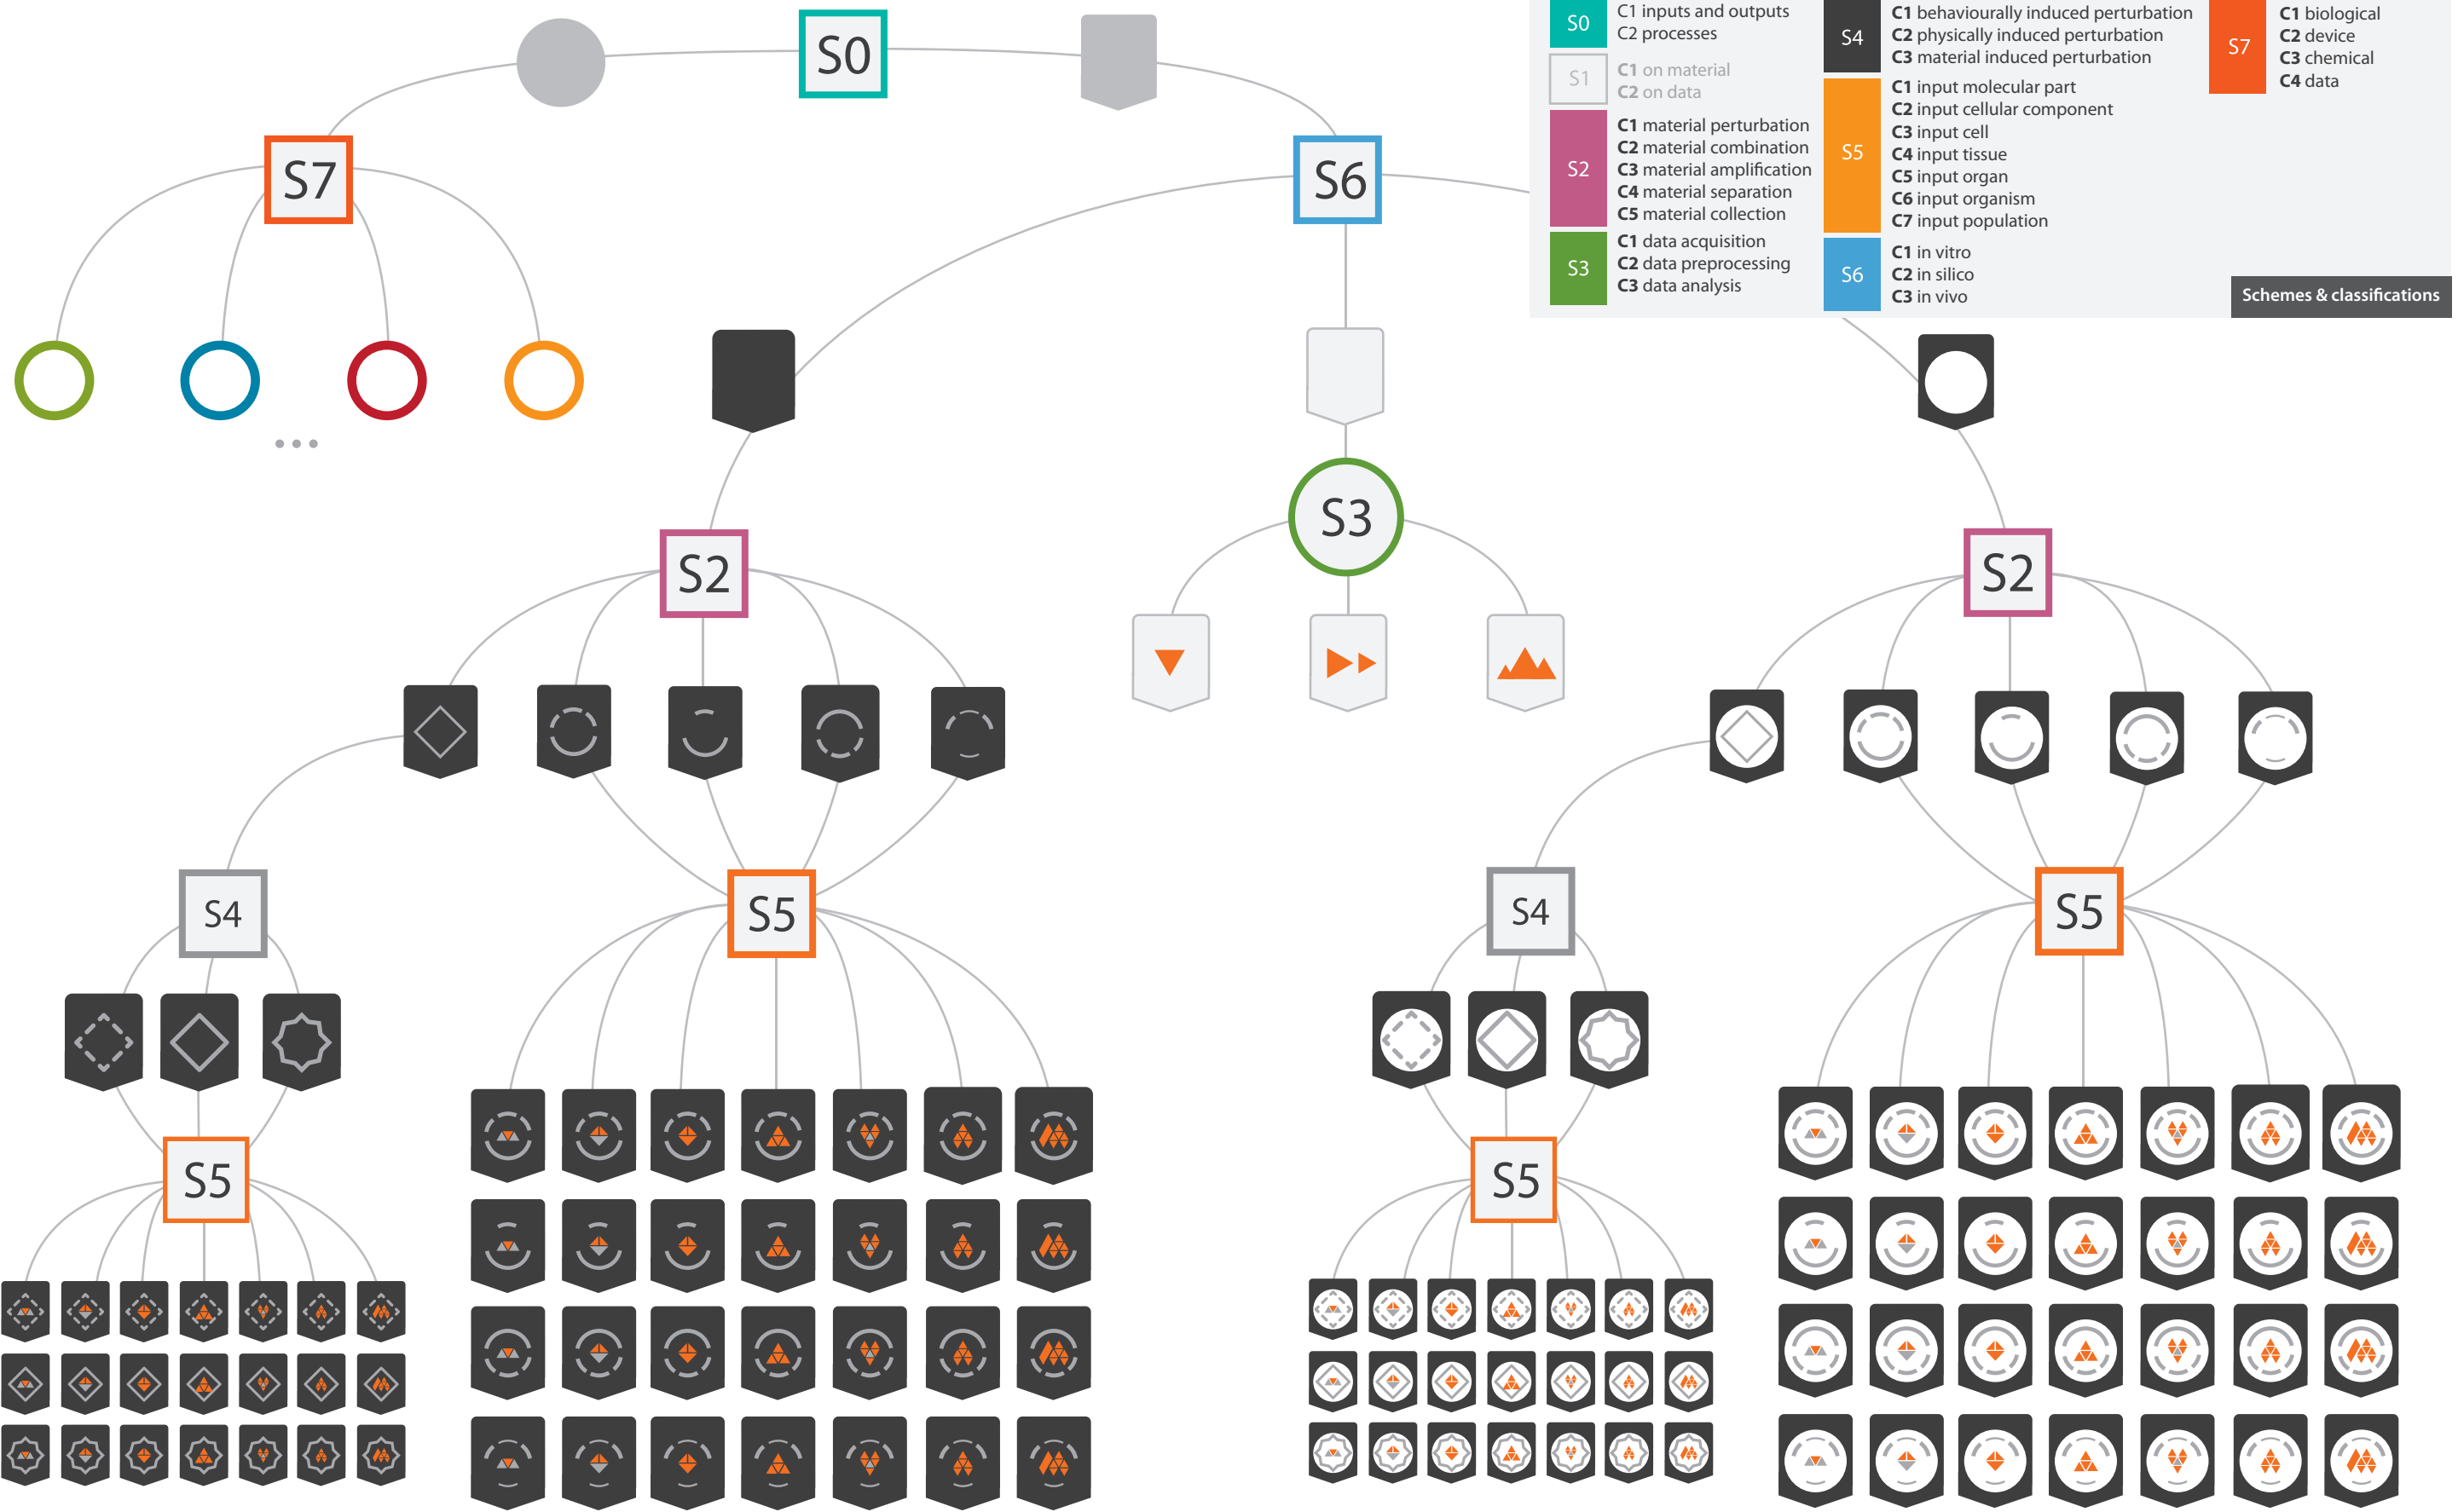 S0
S7
S6
S0
C1 inputs and outputs
C2 processes
S1
C1 on material
C2 on data
S2
C1 material perturbation
C2 material combination
C3 material amplification
C4 material separation
C5 material collection
S3
C1 data acquisition
C2 data preprocessing
C3 data analysis
S4
C1 behaviourally induced perturbation
C2 physically induced perturbation
C3 material induced perturbation
S5
C1 input molecular part
C2 input cellular component
C3 input cell
C4 input tissue
C5 input organ
C6 input organism
C7 input population
S6
C1 in vitro
C2 in silico
C3 in vivo
S7
C1 biological
C2 device
C3 chemical
C4 data
Schemes & classifications
S3
S2
S2
S4
S5
S4
S5
S5
S5